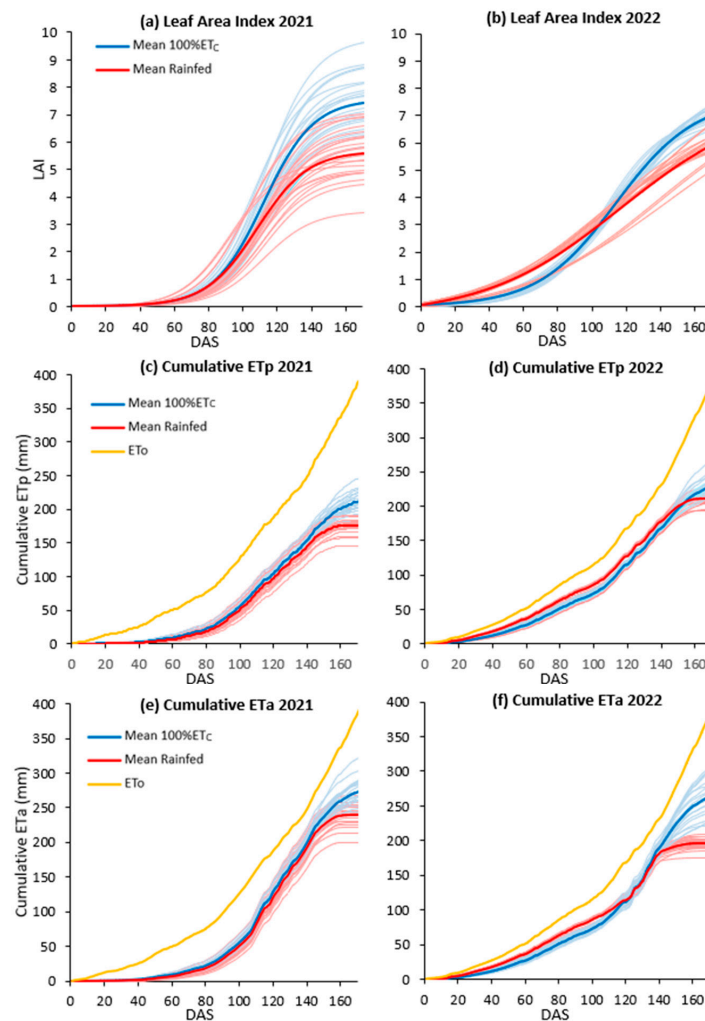 (a) Leaf Area Index 2021
(b) Leaf Area Index 2022
10
9
8
7
6
5
4
3
2
1
0
LAI
Mean 100%ETC
Mean Rainfed
0 20 40 60 80 100 120 140 160
DAS
10
9
8
7
6
5
4
3
2
1
0
0 20 40 60 80 100 120 140 160
DAS
(c) Cumulative ETp 2021
(d) Cumulative ETp 2022
400
350
300
250
200
150
100
50
0
Cumulative ETp (mm)
Mean 100%ETC
Mean Rainfed
ETo
0 20 40 60 80 100 120 140 160
DAS
400
350
300
250
200
150
100
50
0
0 20 40 60 80 100 120 140 160
DAS
(e) Cumulative ETa 2021
(f) Cumulative ETa 2022
400
350
300
250
200
150
100
50
0
Cumulative ETa (mm)
Mean 100%ETC
Mean Rainfed
ETo
0 20 40 60 80 100 120 140 160
DAS
400
350
300
250
200
150
100
50
0
0 20 40 60 80 100 120 140 160
DAS